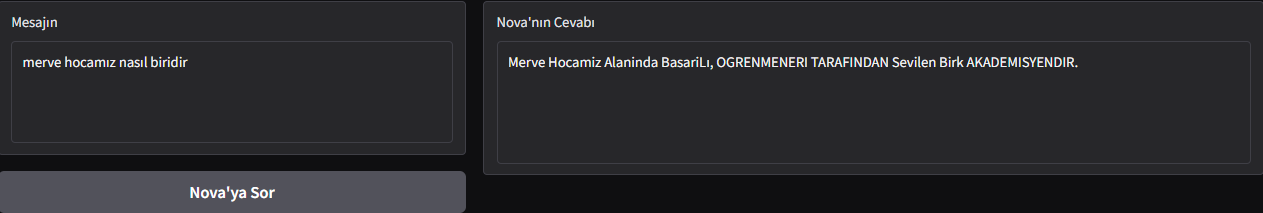 Mesajın
merve hocamız nasıl biridir
Nova'ya Sor
Nova'nın Cevabı
Merve Hocamiz Alaninda BasariLı, OGRENMENERI TARAFINDAN Sevilen Birk AKADEMISYENDIR.